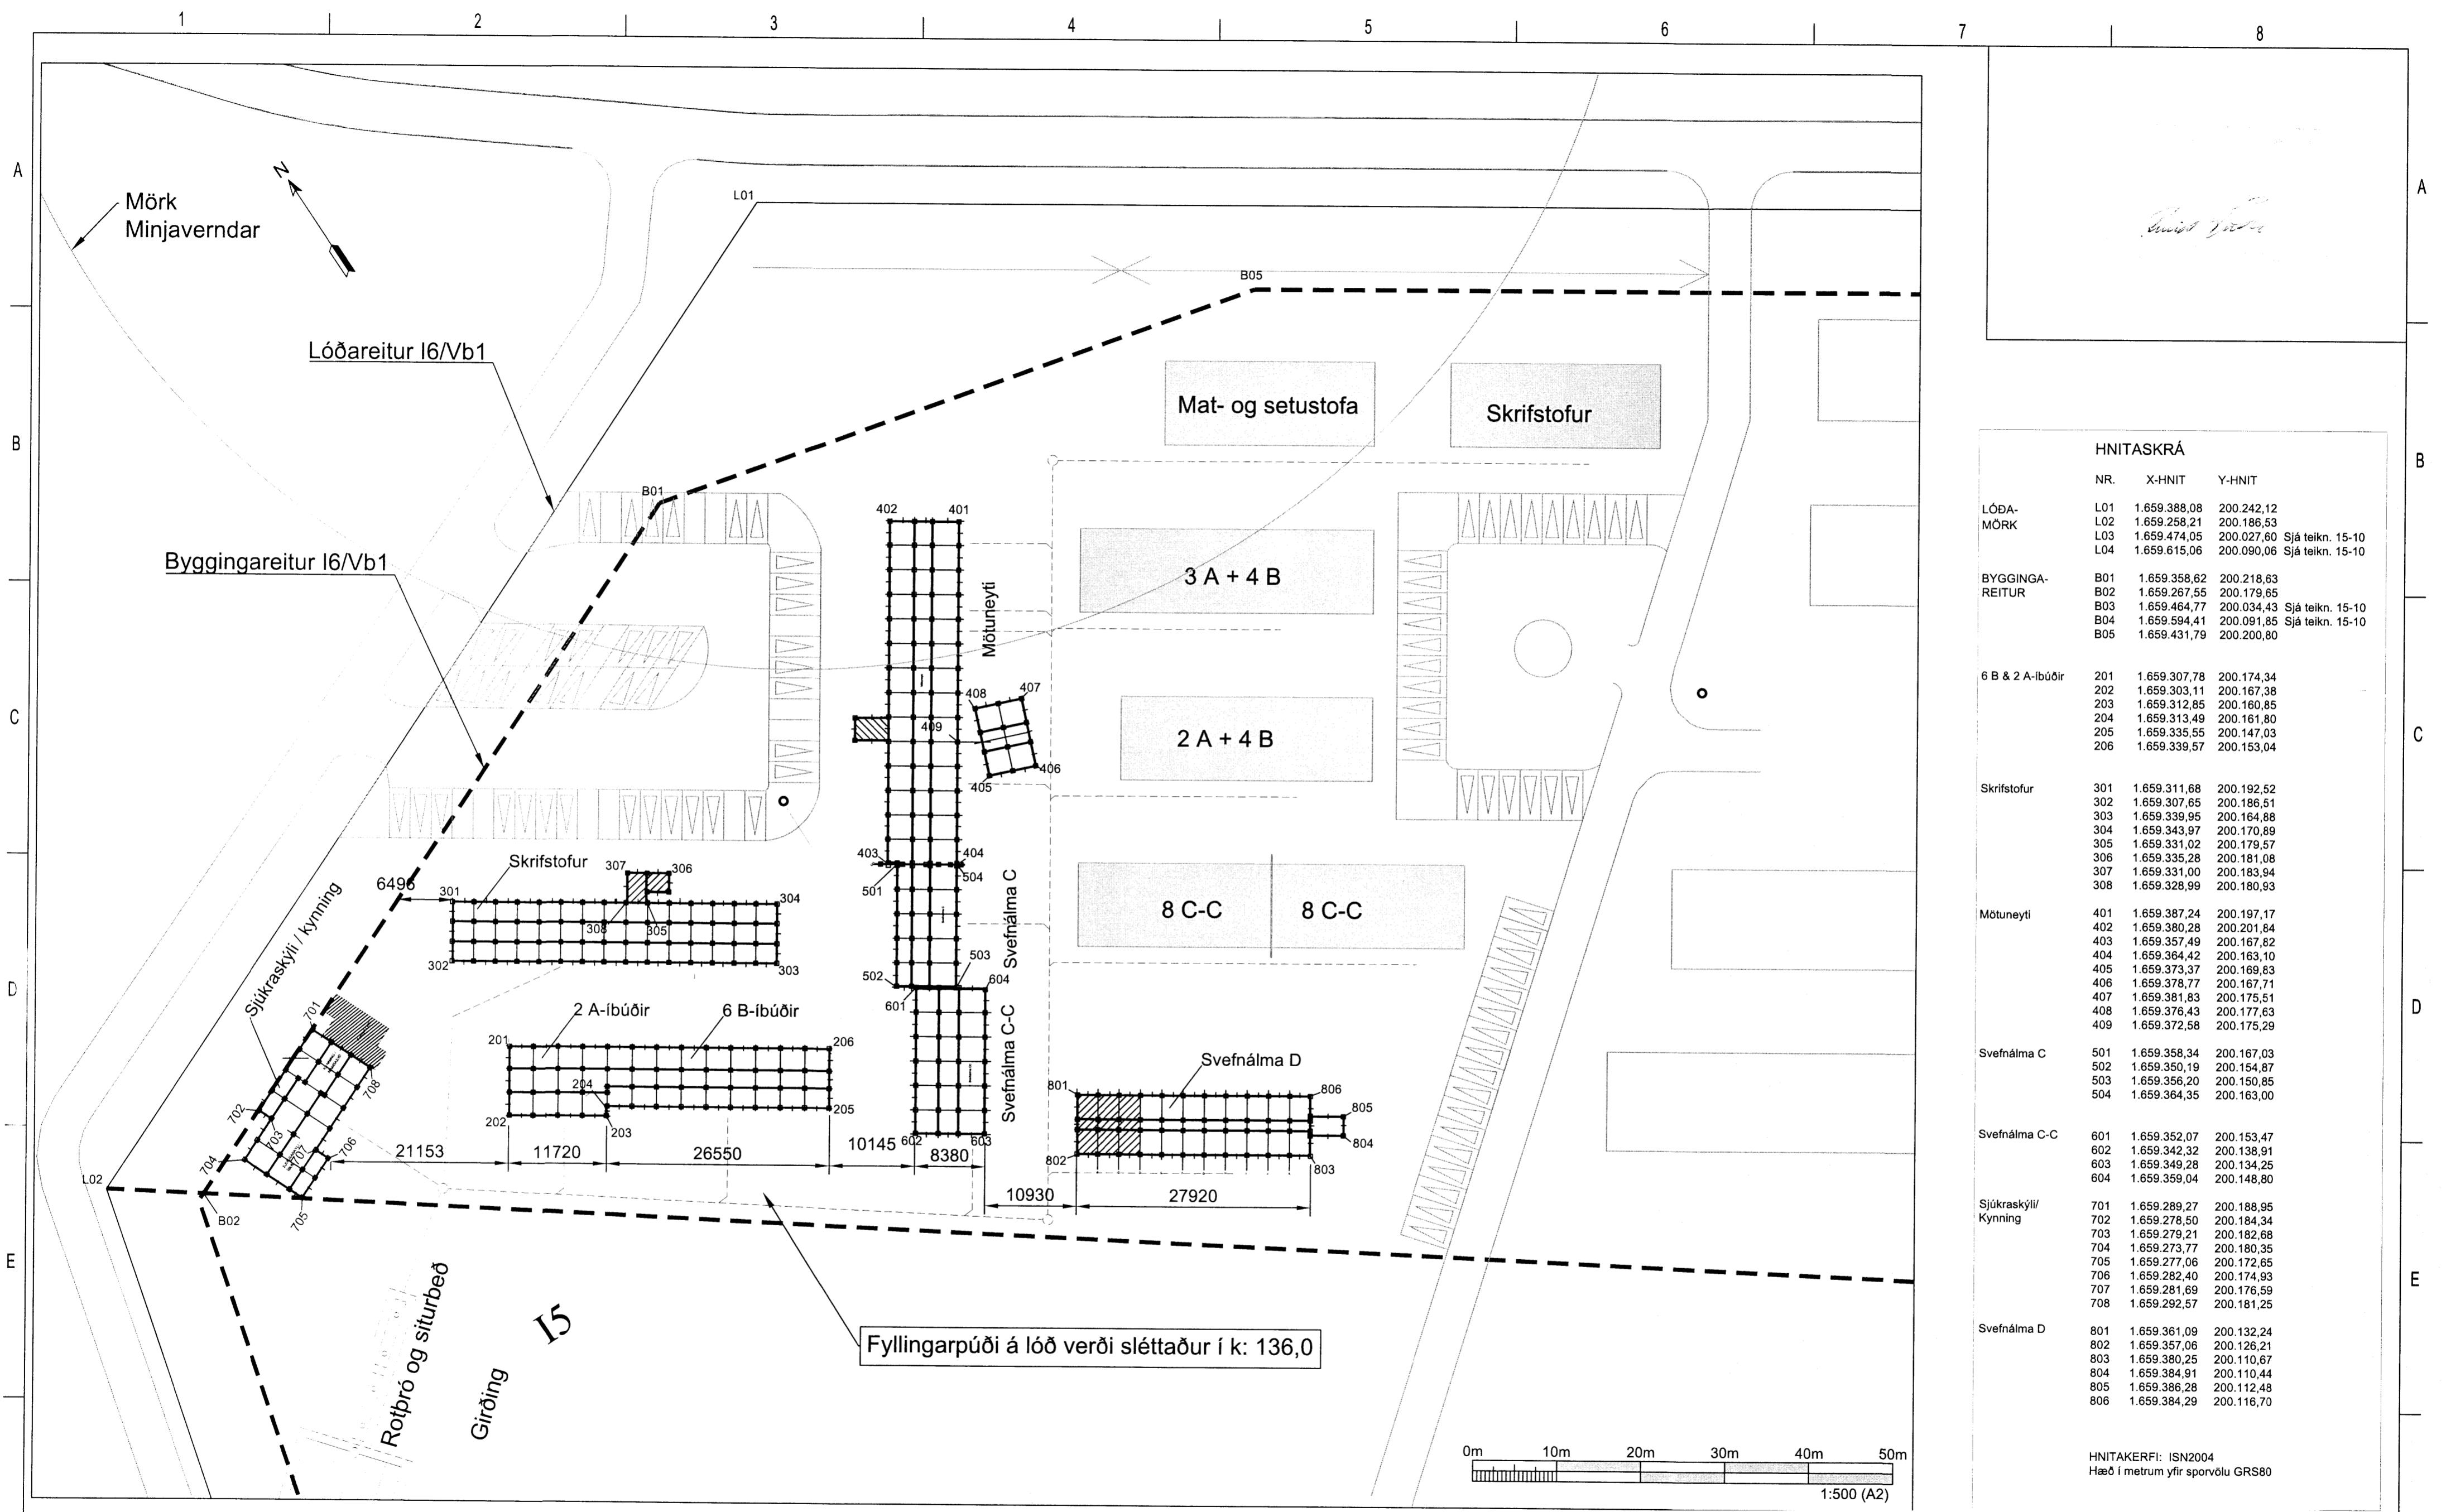 1 2 3 4 5 6 7 8
A
B
C
D
E
A
B
C
D
E
N
Mörk
Minjaverndar
L01
B05
Lóðareitur I6/Vb1
Byggingareitur I6/Vb1
B01
Mat- og setustofa
Skrifstofur
3 A + 4 B
2 A + 4 B
8 C-C
8 C-C
402 401
Mötuneyti
408 407
409
406
405
403 404
501 504
Svefnálma C
503
502
604
601
Svefnálma C-C
602 603
Skrifstofur
6496
301
307 306
304
308 305
302 303
Sjúkraskýli / kynning
701
708
702
703
707
706
704
705
L02
B02
2 A-íbúðir
6 B-íbúðir
201 206
204
202 203 205
21153
11720
26550
10145
8380
10930
27920
Svefnálma D
801 806
805
804
802 803
Rotþró og siturbeð
I5
Girðing
Fyllingarpúði á lóð verði sléttaður í k: 136,0
0m 10m 20m 30m 40m 50m
1:500 (A2)
HNITASKRÁ
NR. X-HNIT Y-HNIT
LÓÐA- L01 1.659.388,08 200.242,12
MÖRK L02 1.659.258,21 200.186,53
L03 1.659.474,05 200.027,60 Sjá teikn. 15-10
L04 1.659.615,06 200.090,06 Sjá teikn. 15-10
BYGGINGA- B01 1.659.358,62 200.218,63
REITUR B02 1.659.267,55 200.179,65
B03 1.659.464,77 200.034,43 Sjá teikn. 15-10
B04 1.659.594,41 200.091,85 Sjá teikn. 15-10
B05 1.659.431,79 200.200,80
6 B & 2 A-Ibúðir 201 1.659.307,78 200.174,34
202 1.659.303,11 200.167,38
203 1.659.312,85 200.160,85
204 1.659.313,49 200.161,80
205 1.659.335,55 200.147,03
206 1.659.339,57 200.153,04
Skrifstofur 301 1.659.311,68 200.192,52
302 1.659.307,65 200.186,51
303 1.659.339,95 200.164,88
304 1.659.343,97 200.170,89
305 1.659.331,02 200.179,57
306 1.659.335,28 200.181,08
307 1.659.331,00 200.183,94
308 1.659.328,99 200.180,93
Mötuneyti 401 1.659.387,24 200.197,17
402 1.659.380,28 200.201,84
403 1.659.357,49 200.167,82
404 1.659.364,42 200.163,10
405 1.659.373,37 200.169,83
406 1.659.378,77 200.167,71
407 1.659.381,83 200.175,51
408 1.659.376,43 200.177,63
409 1.659.372,58 200.175,29
Svefnálma C 501 1.659.358,34 200.167,03
502 1.659.350,19 200.154,87
503 1.659.356,20 200.150,85
504 1.659.364,35 200.163,00
Svefnálma C-C 601 1.659.352,07 200.153,47
602 1.659.342,32 200.138,91
603 1.659.349,28 200.134,25
604 1.659.359,04 200.148,80
Sjúkraskýli/ 701 1.659.289,27 200.188,95
Kynning 702 1.659.278,50 200.184,34
703 1.659.279,21 200.182,68
704 1.659.273,77 200.180,35
705 1.659.277,06 200.172,65
706 1.659.282,40 200.174,93
707 1.659.281,69 200.176,59
708 1.659.292,57 200.181,25
Svefnálma D 801 1.659.361,09 200.132,24
802 1.659.357,06 200.126,21
803 1.659.380,25 200.110,67
804 1.659.384,91 200.110,44
805 1.659.386,28 200.112,48
806 1.659.384,29 200.116,70
HNITAKERFI: ISN2004
Hæð í metrum yfir sporvölu GRS80